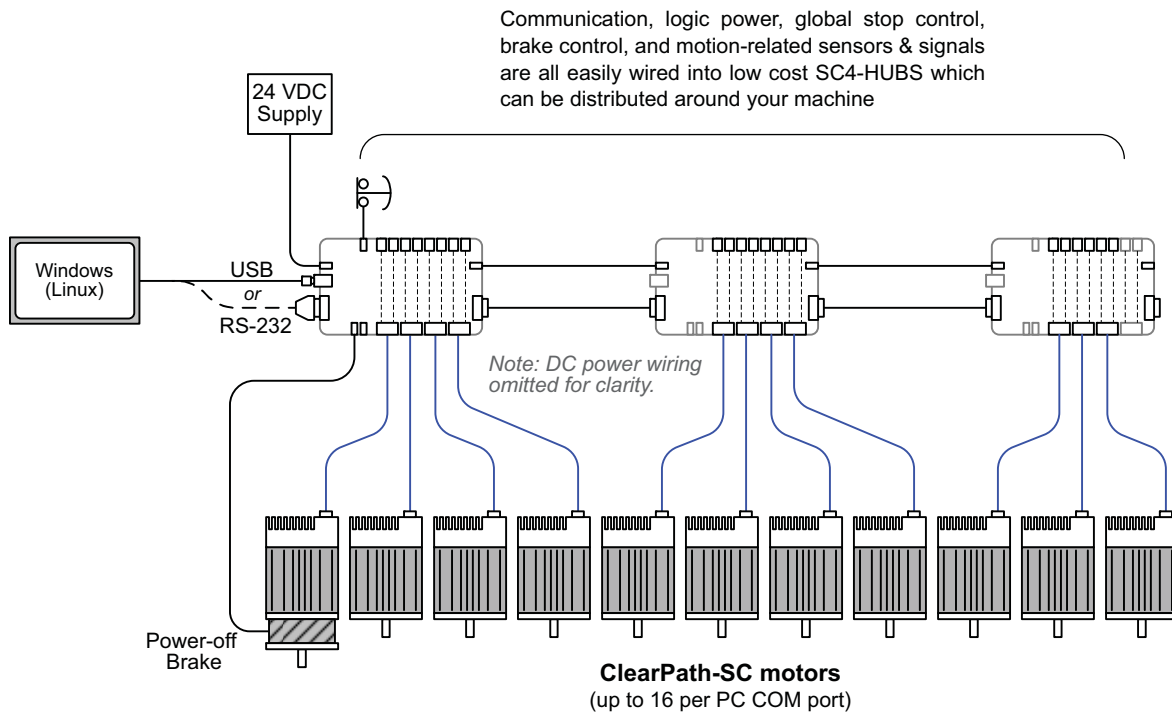 Communication, logic power, global stop control,
brake control, and motion-related sensors & signals
are all easily wired into low cost SC4-HUBS which
can be distributed around your machine
24 VDC
Supply
Windows
(Linux)
USB
or
RS-232
Note: DC power wiring
omitted for clarity.
Power-off
Brake
ClearPath-SC motors
(up to 16 per PC COM port)